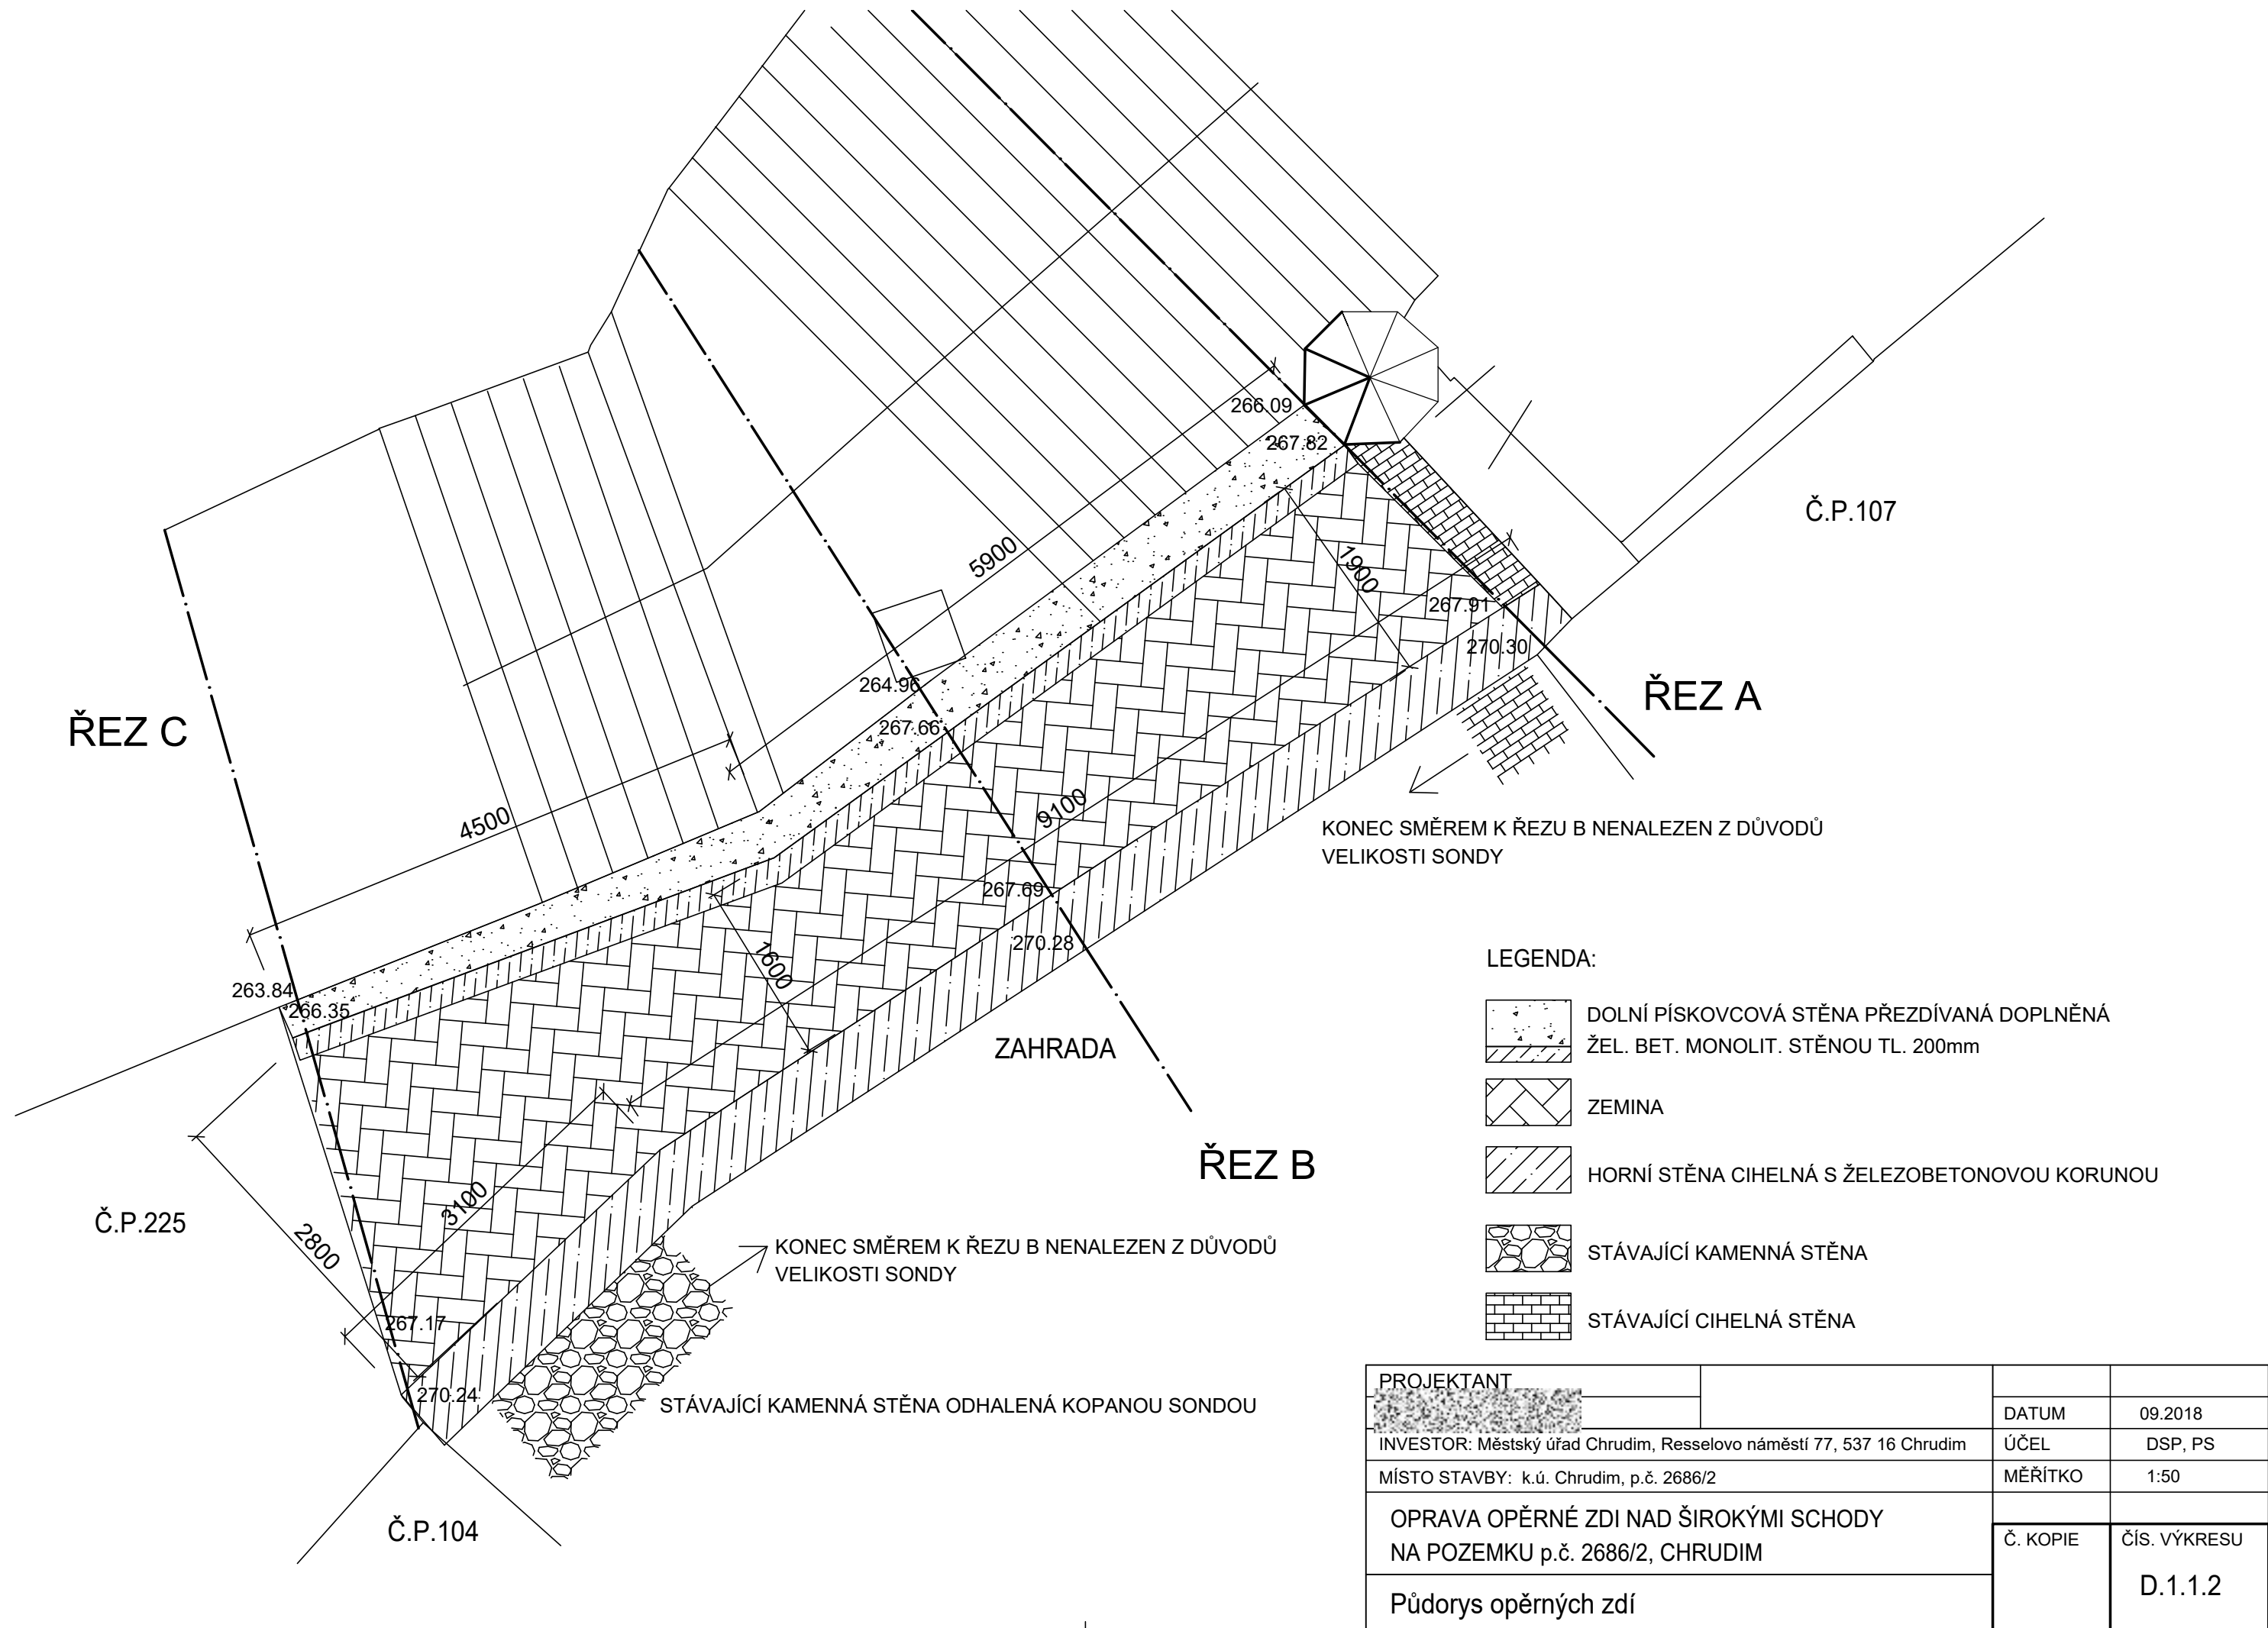 266.09
267.82
Č.P.107
5900
1900
267.91
270.30
264.96
ŘEZ A
ŘEZ C
267.66
9100
4500
KONEC SMĚREM K ŘEZU B NENALEZEN Z DŮVODŮ
VELIKOSTI SONDY
267.69
270.28
1600
263.84
266.35
ZAHRADA
LEGENDA:
DOLNÍ PÍSKOVCOVÁ STĚNA PŘEZDÍVANÁ DOPLNĚNÁ
ŽEL. BET. MONOLIT. STĚNOU TL. 200mm
ZEMINA
HORNÍ STĚNA CIHELNÁ S ŽELEZOBETONOVOU KORUNOU
STÁVAJÍCÍ KAMENNÁ STĚNA
STÁVAJÍCÍ CIHELNÁ STĚNA
ŘEZ B
Č.P.225
3100
2800
KONEC SMĚREM K ŘEZU B NENALEZEN Z DŮVODŮ
VELIKOSTI SONDY
267.17
270.24
STÁVAJÍCÍ KAMENNÁ STĚNA ODHALENÁ KOPANOU SONDOU
Č.P.104
PROJEKTANT
DATUM 09.2018
INVESTOR: Městský úřad Chrudim, Resselovo náměstí 77, 537 16 Chrudim
ÚČEL DSP, PS
MÍSTO STAVBY: k.ú. Chrudim, p.č. 2686/2
MĚŘÍTKO 1:50
OPRAVA OPĚRNÉ ZDI NAD ŠIROKÝMI SCHODY
NA POZEMKU p.č. 2686/2, CHRUDIM
Č. KOPIE
ČÍS. VÝKRESU
D.1.1.2
Půdorys opěrných zdí